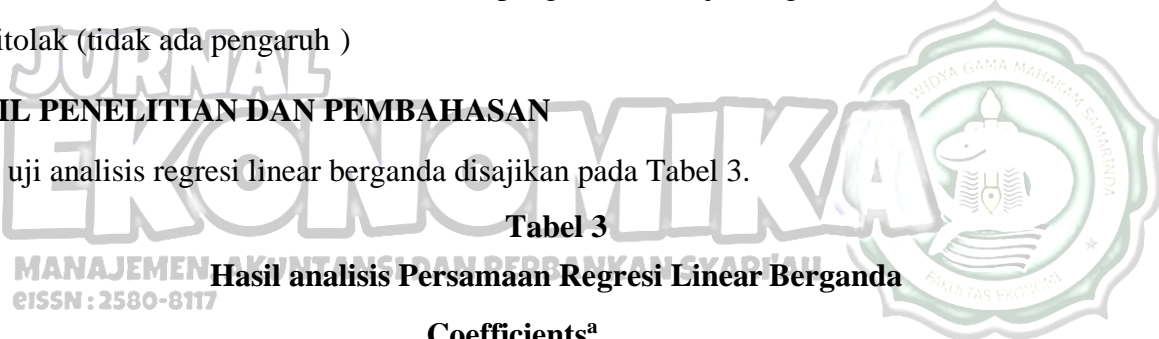 itolak (tidak ada pengaruh )
JURNAL
IL PENELITIAN DAN PEMBAHASAN
EKONOMIKA
uji analisis regresi linear berganda disajikan pada Tabel 3.
Tabel 3
MANAJEMEN, AKUNTANSI DAN PERBANKAN SYARI'AH
Hasil analisis Persamaan Regresi Linear Berganda
eISSN : 2580-8117
Coefficientsᵃ
WIDYA GAMA MAHAKAM SAMARINDA
FAKULTAS EKONOMI